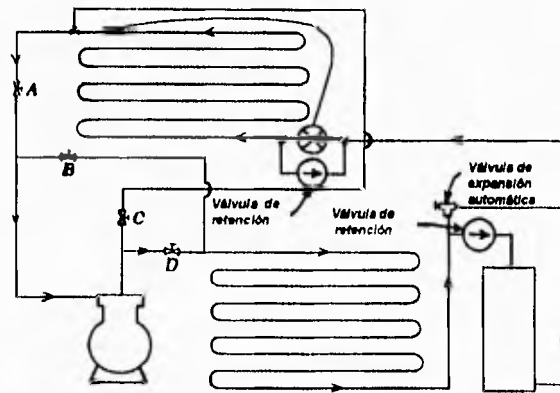 A
B
Válvula de
expansión
automática
Válvula de
retención
Válvula de
retención
C
D